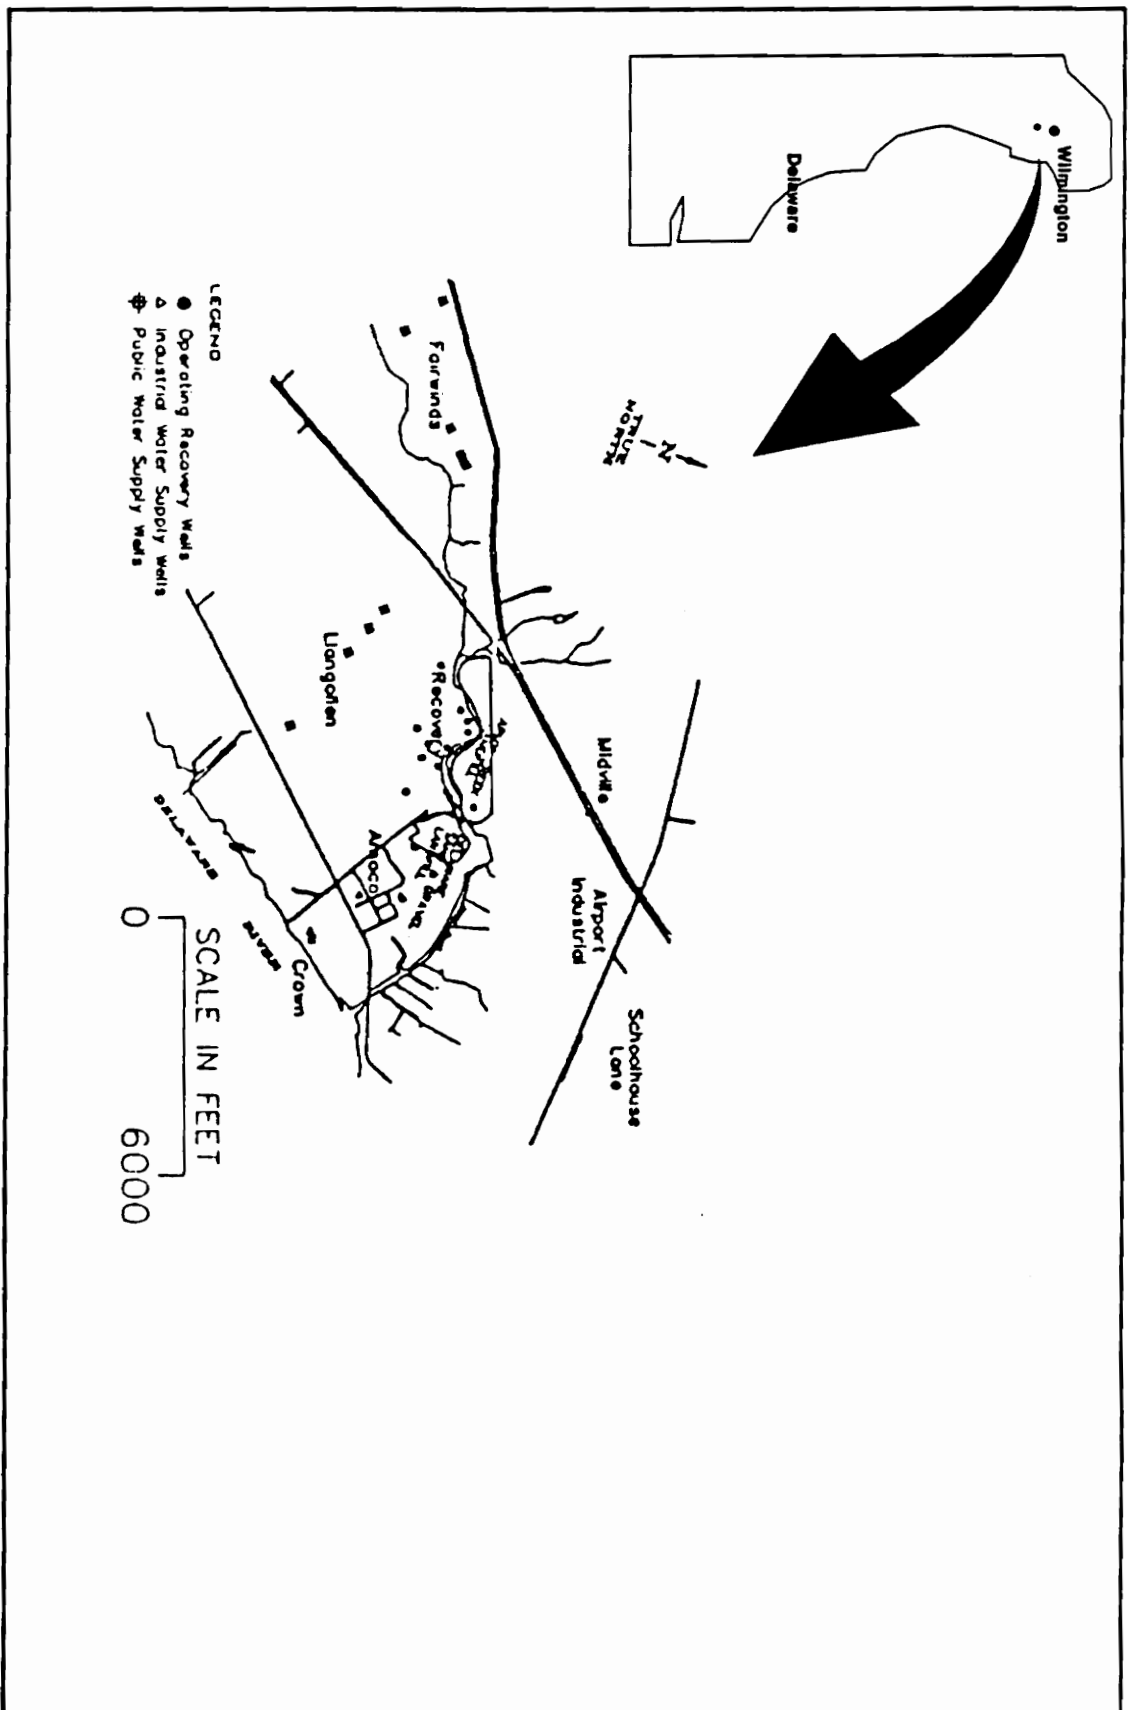 Wilmington
Delaware
N
TRUE
NORTH
Fairwinds
Midvale
Airport
Industrial
Schoolhouse
Lane
Recovery
Llangollen
Amoco
Crown
DELAWARE
RIVER
LEGEND
Operating Recovery Wells
Industrial Water Supply Wells
Public Water Supply Wells
SCALE IN FEET
0 6000